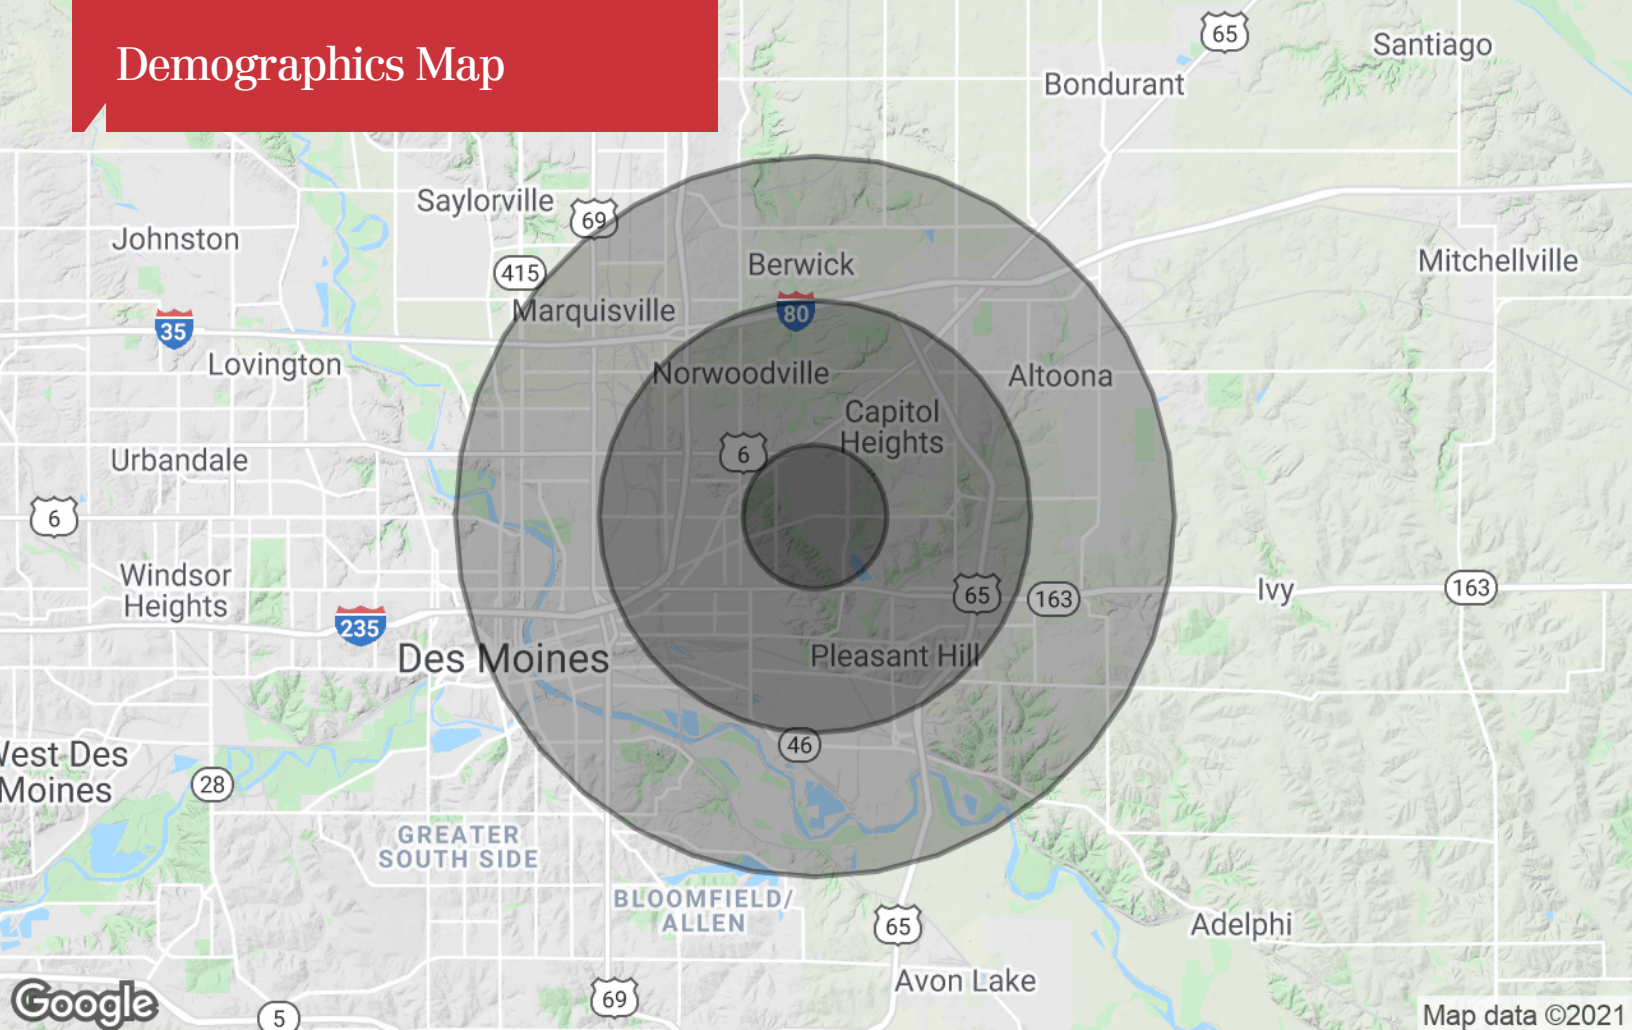 Demographics Map
65
Santiago
Bondurant
Saylorville
69
Johnston
415
Berwick
Mitchellville
Marquisville
80
35
Lovington
Norwoodville
Altoona
Capitol
Heights
6
Urbandale
6
Windsor
Heights
65
163
Ivy
163
235
Des Moines
Pleasant Hill
46
West Des
Moines
28
GREATER
SOUTH SIDE
BLOOMFIELD/
ALLEN
65
Adelphi
Avon Lake
69
Google
5
Map data ©2021